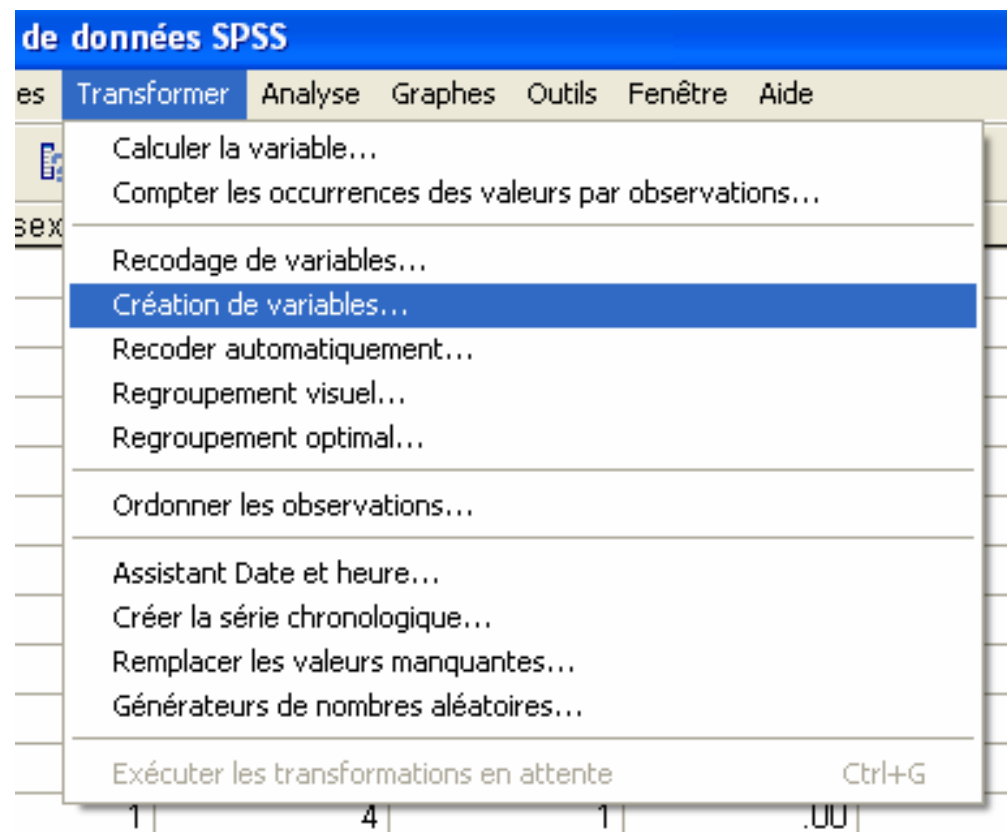 de données SPSS
es Transformer Analyse Graphes Outils Fenêtre Aide
Calculer la variable...
Compter les occurrences des valeurs par observations...
sex
Recodage de variables...
Création de variables...
Recoder automatiquement...
Regroupement visuel...
Regroupement optimal...
Ordonner les observations...
Assistant Date et heure...
Créer la série chronologique...
Remplacer les valeurs manquantes...
Générateurs de nombres aléatoires...
Exécuter les transformations en attente Ctrl+G
1 4 1 .00